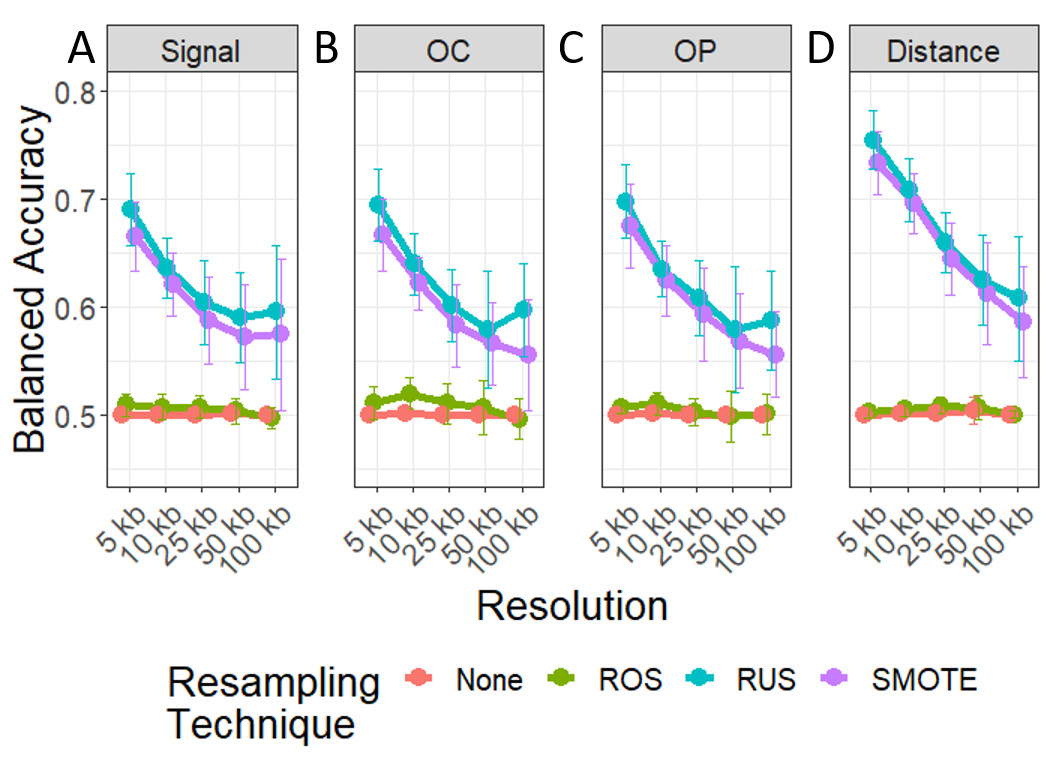 A Signal B OC C OP D Distance
Balanced Accuracy
0.8
0.7
0.6
0.5
5 kb 10 kb 25 kb 50 kb 100 kb 5 kb 10 kb 25 kb 50 kb 100 kb 5 kb 10 kb 25 kb 50 kb 100 kb 5 kb 10 kb 25 kb 50 kb 100 kb
Resolution
Resampling
Technique
None ROS RUS SMOTE